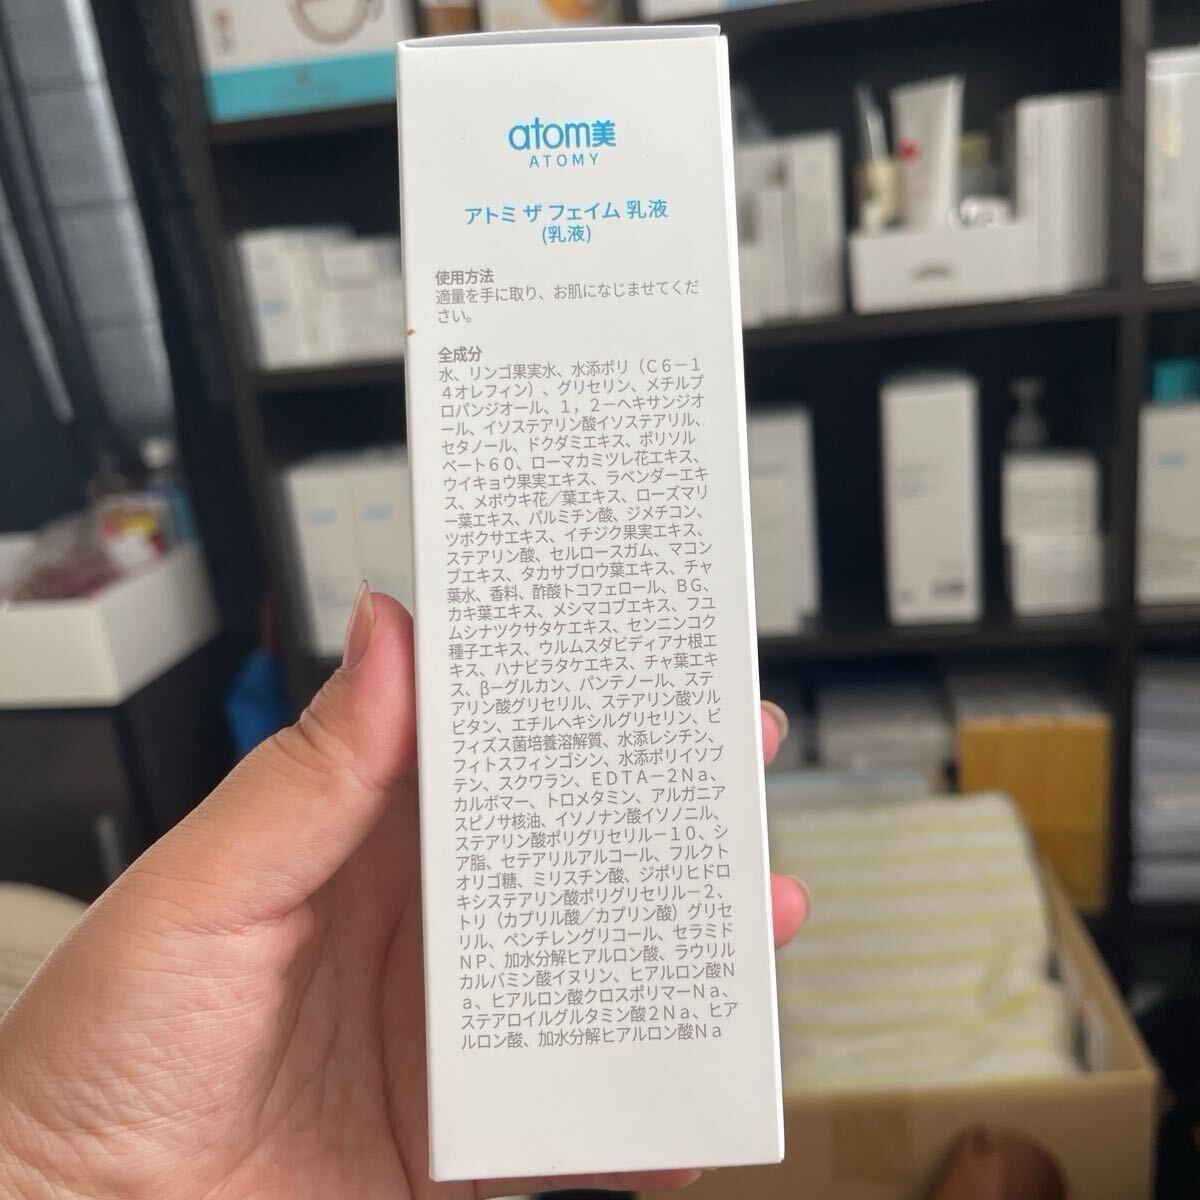 atom美
ATOMY
アトミ ザ フェイム 乳液
(乳液)
使用方法
適量を手に取り、お肌になじませてくだ
さい。
全成分
水、リンゴ果実水、水添ポリ（Ｃ６－１
４オレフィン）、グリセリン、メチルプ
ロパンジオール、１，２－ヘキサンジオ
ール、イソステアリン酸イソステアリル、
セタノール、ドクダミエキス、ポリソル
ベート６０、ローマカミツレ花エキス、
ウイキョウ果実エキス、ラベンダーエキ
ス、メボウキ花／葉エキス、ローズマリ
ー葉エキス、パルミチン酸、ジメチコン、
ツボクサエキス、イチジク果実エキス、
ステアリン酸、セルロースガム、マコン
ブエキス、タカサブロウ葉エキス、チャ
葉水、香料、酢酸トコフェロール、ＢＧ、
カキ葉エキス、メシマコブエキス、フユ
ムシナツクサタケエキス、センニンコク
種子エキス、ウルムスダビディアナ根エ
キス、ハナビラタケエキス、チャ葉エキ
ス、β－グルカン、パンテノール、ステ
アリン酸グリセリル、ステアリン酸ソル
ビタン、エチルヘキシルグリセリン、ビ
フィズス菌培養溶解質、水添レシチン、
フィトスフィンゴシン、水添ポリイソブ
テン、スクワラン、ＥＤＴＡ－２Ｎａ、
カルボマー、トロメタミン、アルガニア
スピノサ核油、イソノナン酸イソノニル、
ステアリン酸ポリグリセリル－１０、シ
ア脂、セテアリルアルコール、フルクト
オリゴ糖、ミリスチン酸、ジポリヒドロ
キシステアリン酸ポリグリセリル－２、
トリ（カプリル酸／カプリン酸）グリセ
リル、ペンチレングリコール、セラミド
ＮＰ、加水分解ヒアルロン酸、ラウリル
カルバミン酸イヌリン、ヒアルロン酸Ｎ
ａ、ヒアルロン酸クロスポリマーＮａ、
ステアロイルグルタミン酸２Ｎａ、ヒア
ルロン酸、加水分解ヒアルロン酸Ｎａ